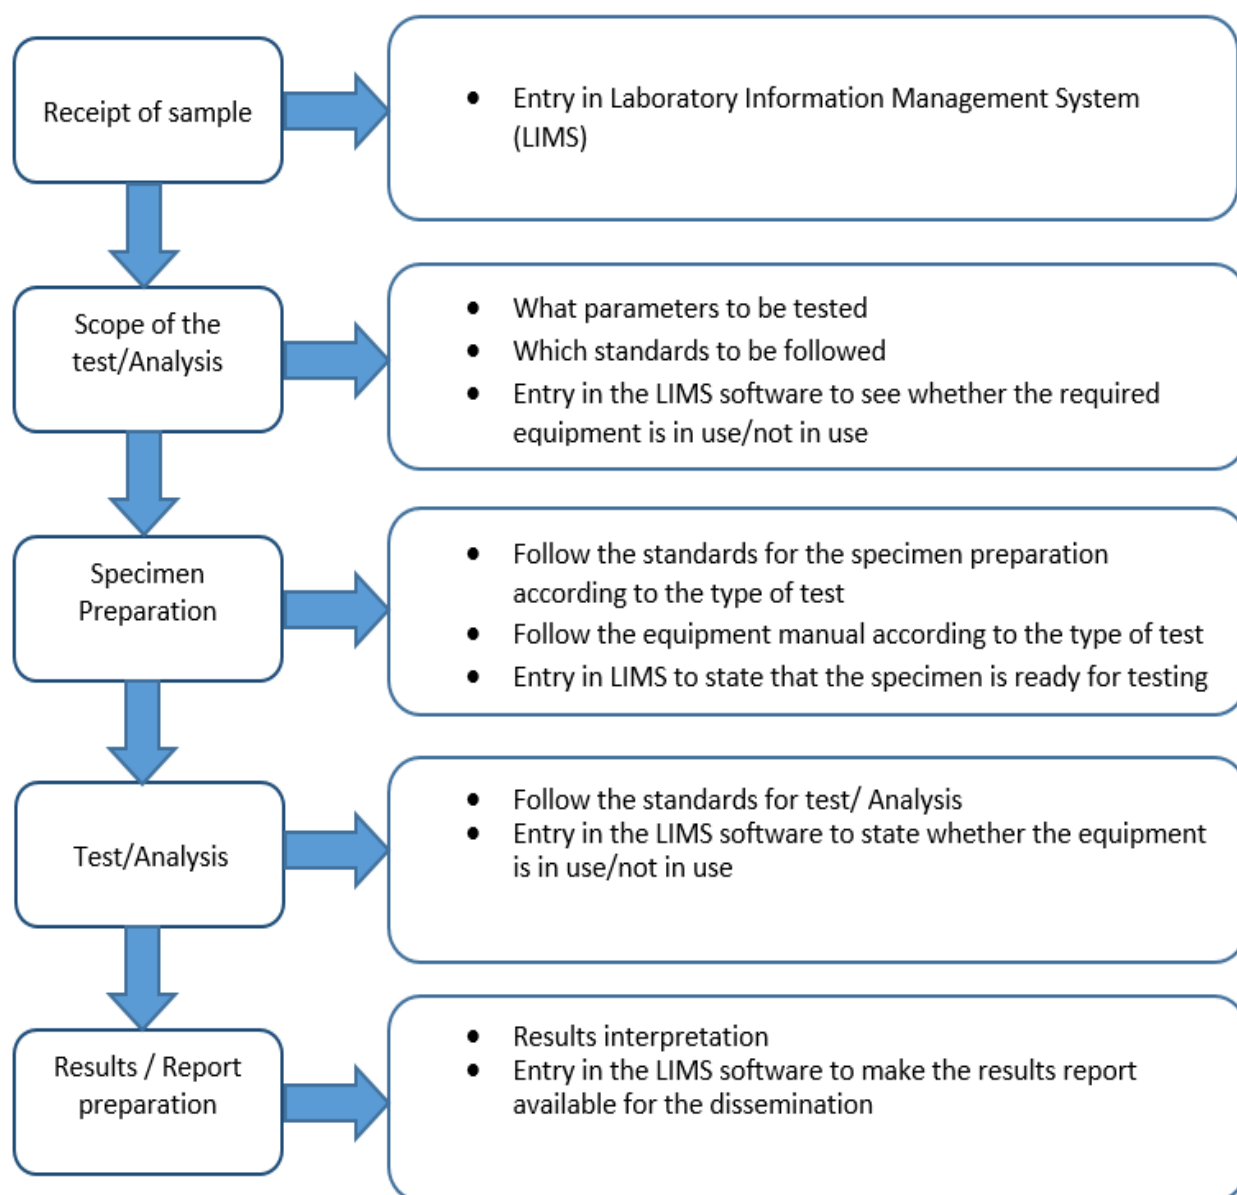 Receipt of sample
● Entry in Laboratory Information Management System
(LIMS)
Scope of the
test/Analysis
● What parameters to be tested
● Which standards to be followed
● Entry in the LIMS software to see whether the required
equipment is in use/not in use
Specimen
Preparation
● Follow the standards for the specimen preparation
according to the type of test
● Follow the equipment manual according to the type of test
● Entry in LIMS to state that the specimen is ready for testing
Test/Analysis
● Follow the standards for test/ Analysis
● Entry in the LIMS software to state whether the equipment
is in use/not in use
Results / Report
preparation
● Results interpretation
● Entry in the LIMS software to make the results report
available for the dissemination